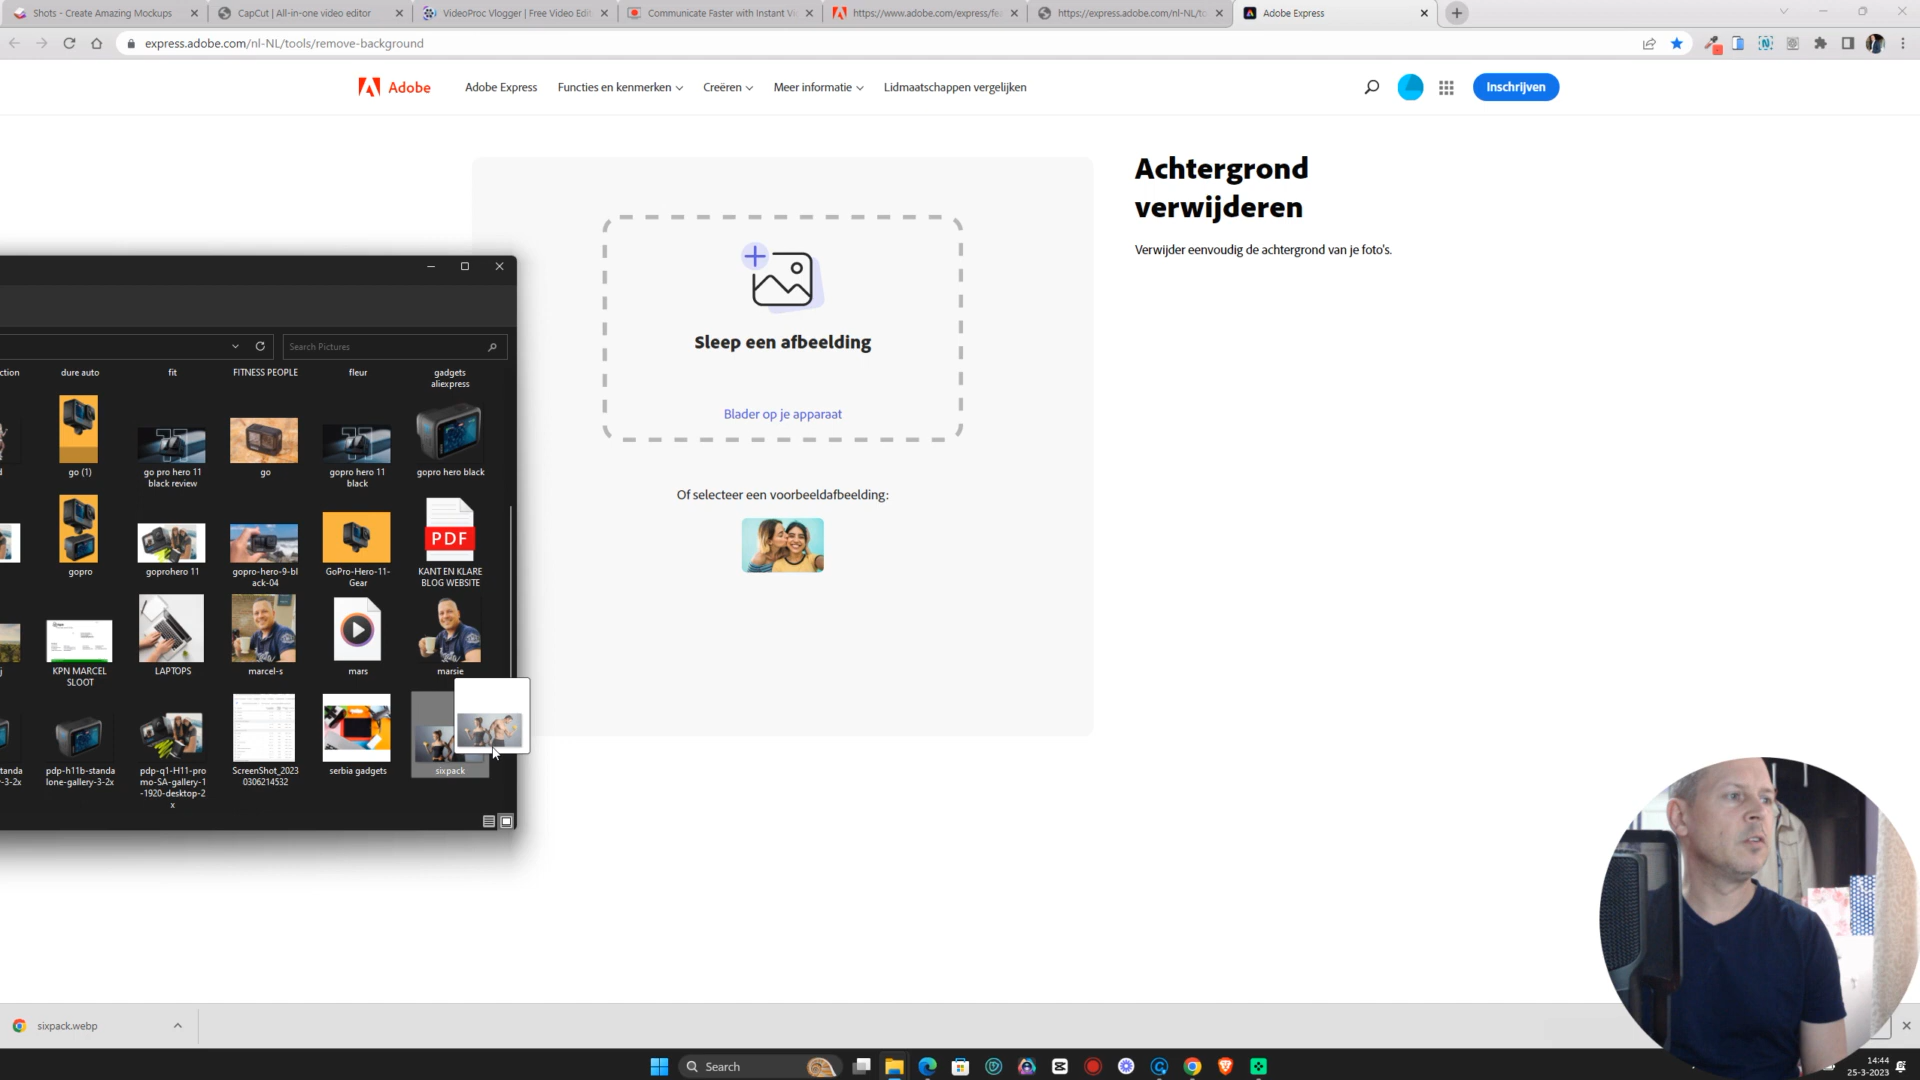 Shots - Create Amazing Mockups
CapCut | All-in-one video editor
VideoProc Vlogger | Free Video Edi
Communicate Faster with Instant V
https://www.adobe.com/express/fe
https://express.adobe.com/nl-NL/to
Adobe Express
express.adobe.com/nl-NL/tools/remove-background
Adobe
Adobe Express
Functies en kenmerken
Creëren
Meer informatie
Lidmaatschappen vergelijken
Inschrijven
Achtergrond
verwijderen
Verwijder eenvoudig de achtergrond van je foto's.
Sleep een afbeelding
Blader op je apparaat
Of selecteer een voorbeeldafbeelding:
Search Pictures
ction
dure auto
fit
FITNESS PEOPLE
fleur
gadgets
aliexpress
d
go (1)
go pro hero 11
black review
go
gopro hero 11
black
gopro hero black
gopro
goprohero 11
gopro-hero-9-bl
ack-04
GoPro-Hero-11-
Gear
PDF
KANT EN KLARE
BLOG WEBSITE
j
KPN MARCEL
SLOOT
LAPTOPS
marcel-s
mars
marsie
tanda
-3-2x
pdp-h11b-standa
lone-gallery-3-2x
pdp-q1-H11-pro
mo-SA-gallery-1
-1920-desktop-2
x
ScreenShot_2023
0306214532
serbia gadgets
sixpack
sixpack.webp
Search
14:44
25-3-2023